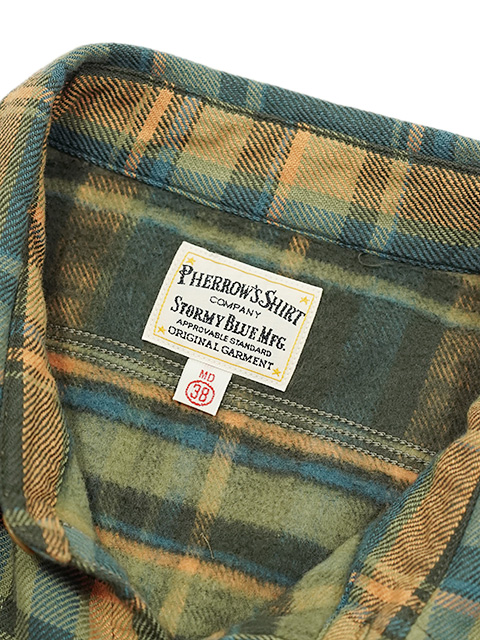 PHERROW'S SHIRT
COMPANY
STORMY BLUE MFG.
APPROVABLE STANDARD
ORIGINAL GARMENT
MD
38